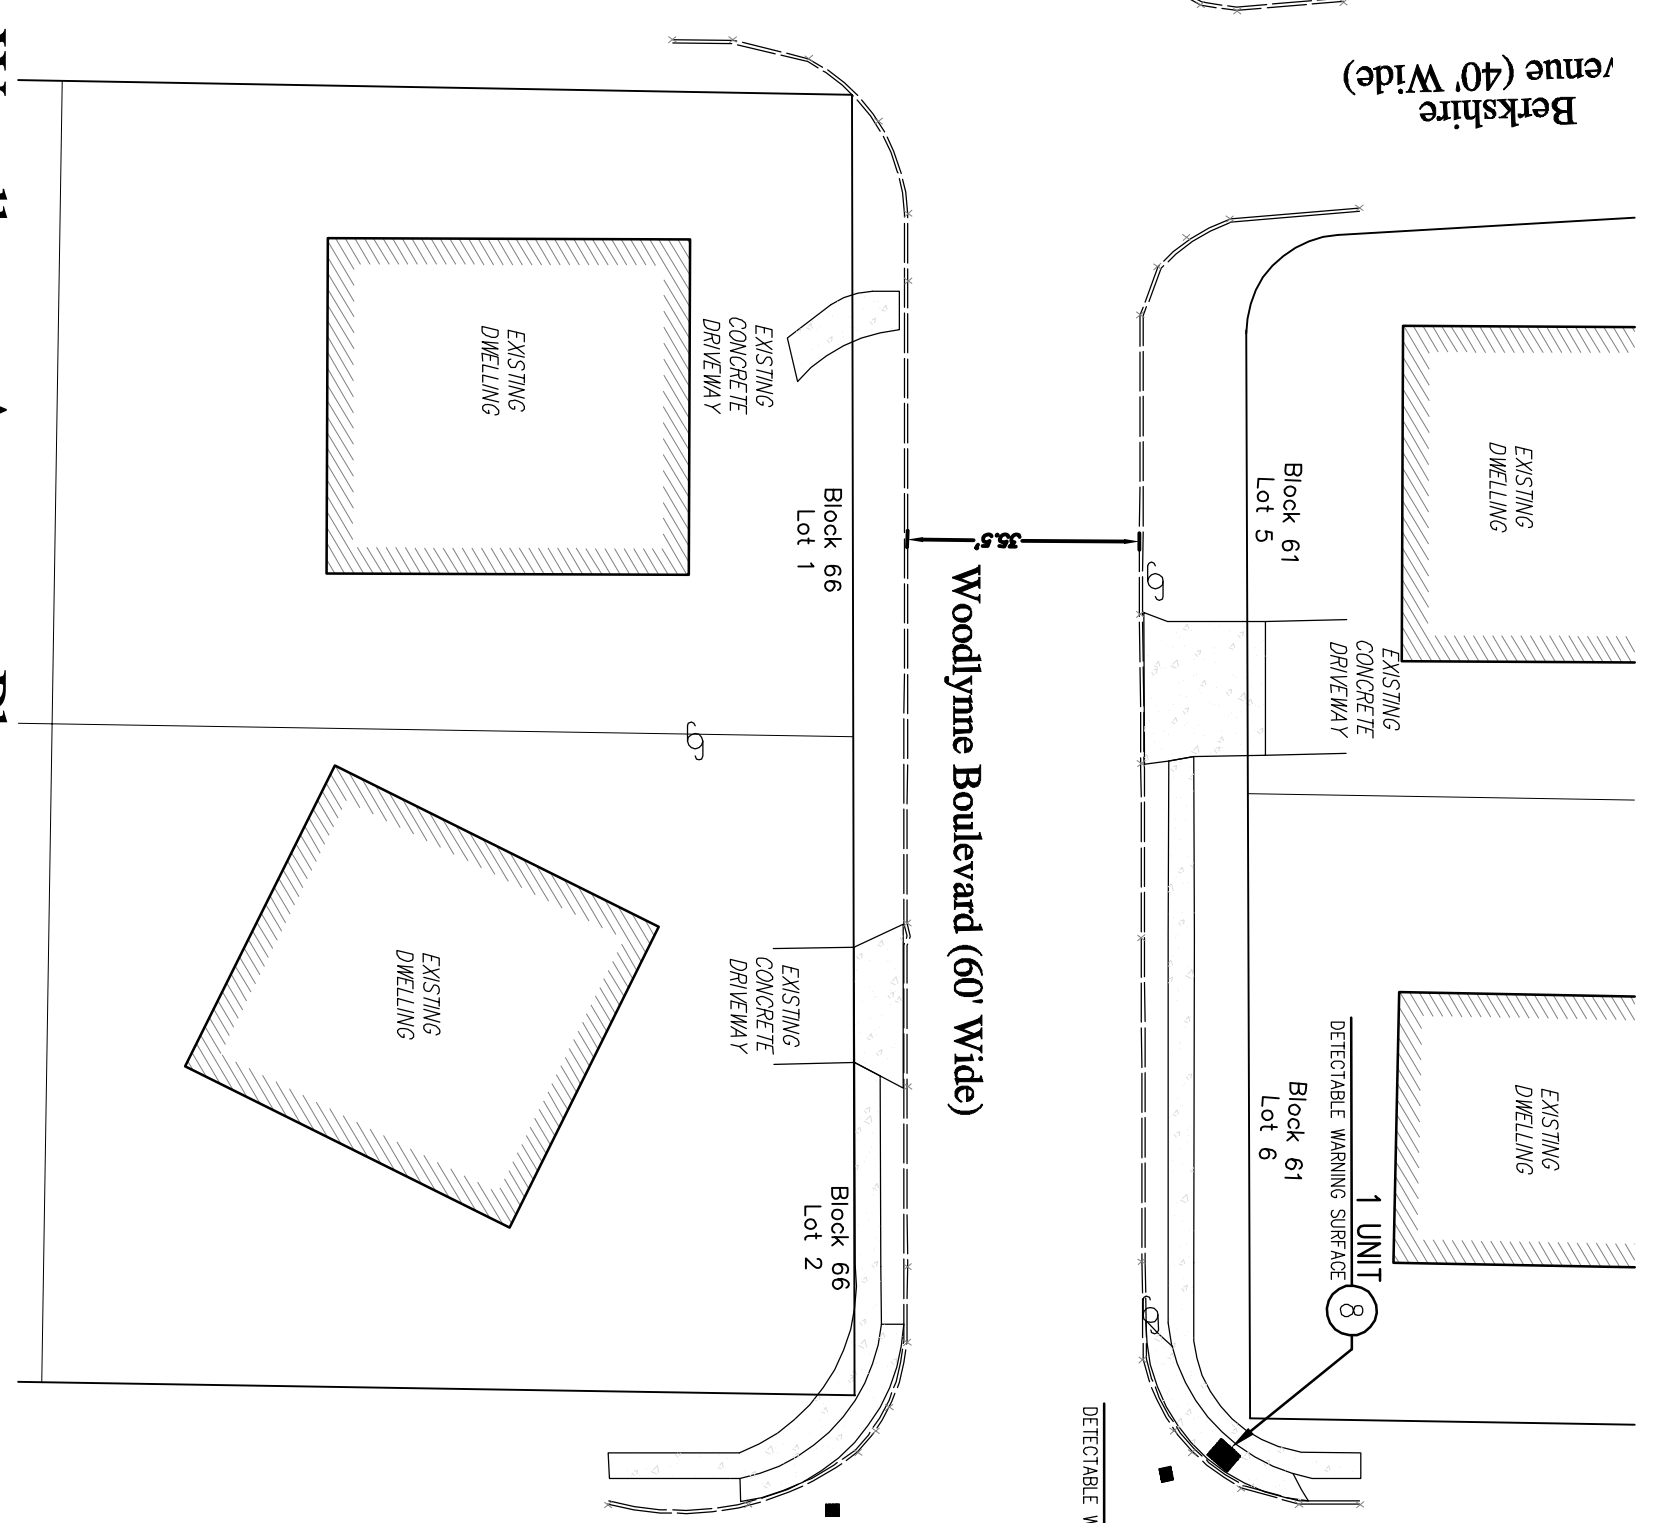 Berkshire
venue (40' Wide)
EXISTING
DWELLING
EXISTING
CONCRETE
DRIVEWAY
Block 66
Lot 1
35.5'
Woodlynne Boulevard (60' Wide)
Block 61
Lot 5
EXISTING
DWELLING
EXISTING
CONCRETE
DRIVEWAY
EXISTING
DWELLING
EXISTING
CONCRETE
DRIVEWAY
Block 66
Lot 2
Block 61
Lot 6
EXISTING
DWELLING
1 UNIT
DETECTABLE WARNING SURFACE
8
DETECTABLE